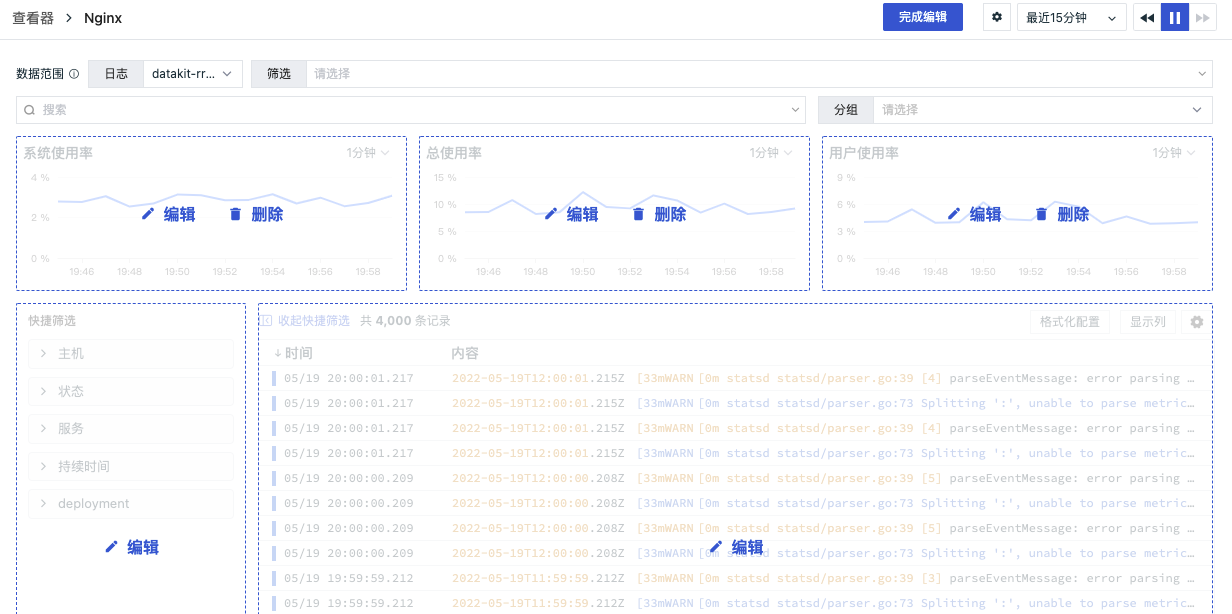 查看器 > Nginx 完成编辑 最近15分钟
数据范围 日志 datakit-rr... 筛选 请选择
搜索 分组 请选择
系统使用率 1分钟
4 %
2 %
0 %
19:46 19:48 19:50 19:52 19:54 19:56 19:58
编辑 删除
总使用率 1分钟
15 %
10 %
5 %
0 %
19:46 19:48 19:50 19:52 19:54 19:56 19:58
编辑 删除
用户使用率 1分钟
9 %
6 %
3 %
0 %
19:46 19:48 19:50 19:52 19:54 19:56 19:58
编辑 删除
快捷筛选
主机
状态
服务
持续时间
deployment
编辑
收起快捷筛选 共 4,000 条记录 格式化配置 显示列
↓时间 内容
05/19 20:00:01.217 2022-05-19T12:00:01.215Z [33mWARN[0m statsd statsd/parser.go:39 [4] parseEventMessage: error parsing …
05/19 20:00:01.217 2022-05-19T12:00:01.215Z [33mWARN[0m statsd statsd/parser.go:73 Splitting ':', unable to parse metric…
05/19 20:00:01.217 2022-05-19T12:00:01.215Z [33mWARN[0m statsd statsd/parser.go:39 [4] parseEventMessage: error parsing …
05/19 20:00:01.217 2022-05-19T12:00:01.215Z [33mWARN[0m statsd statsd/parser.go:73 Splitting ':', unable to parse metric…
05/19 20:00:00.209 2022-05-19T12:00:00.208Z [33mWARN[0m statsd statsd/parser.go:39 [5] parseEventMessage: error parsing …
05/19 20:00:00.209 2022-05-19T12:00:00.208Z [33mWARN[0m statsd statsd/parser.go:73 Splitting ':', unable to parse metric…
05/19 20:00:00.209 2022-05-19T12:00:00.208Z [33mWARN[0m statsd statsd/parser.go:39 [5] parseEventMessage: error parsing …
05/19 20:00:00.209 2022-05-19T12:00:00.208Z [33mWARN[0m statsd statsd/parser.go:73 Splitting ':', unable to parse metric…
编辑
05/19 19:59:59.212 2022-05-19T11:59:59.212Z [33mWARN[0m statsd statsd/parser.go:39 [3] parseEventMessage: error parsing …
05/19 19:59:59.212 2022-05-19T11:59:59.212Z [33mWARN[0m statsd statsd/parser.go:73 Splitting ':', unable to parse metric…